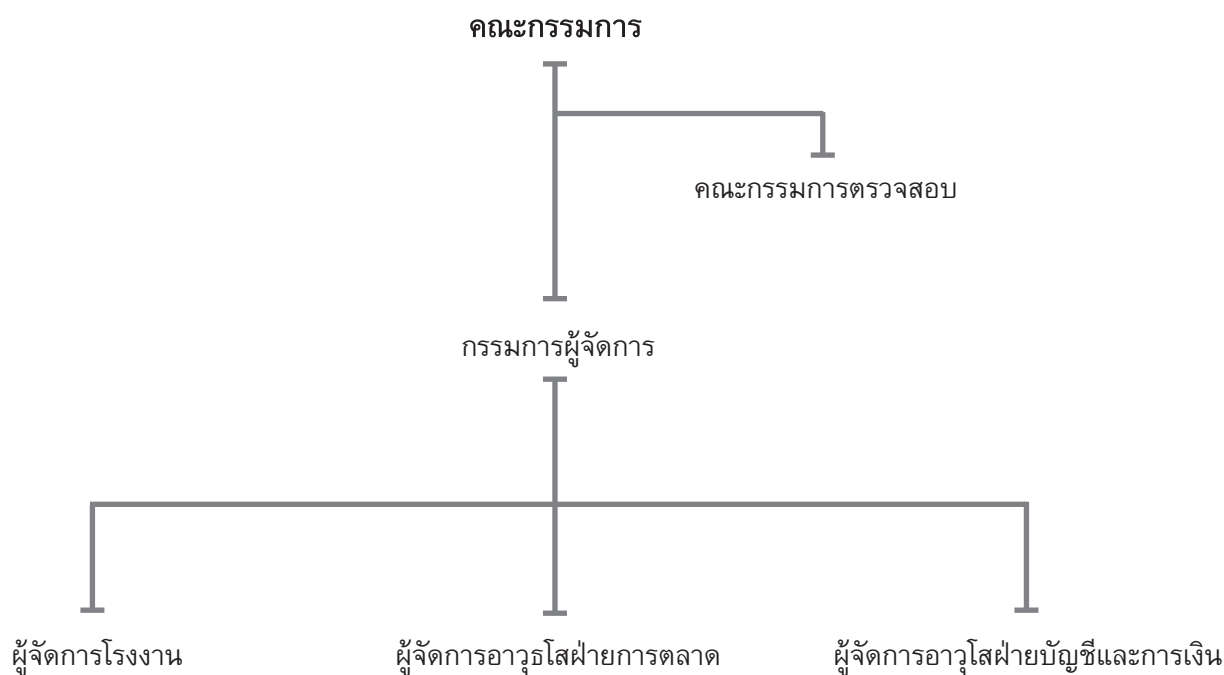 คณะกรรมการ
คณะกรรมการตรวจสอบ
กรรมการผู้จัดการ
ผู้จัดการโรงงาน
ผู้จัดการอาวุธโสฝ่ายการตลาด
ผู้จัดการอาวุโสฝ่ายบัญชีและการเงิน